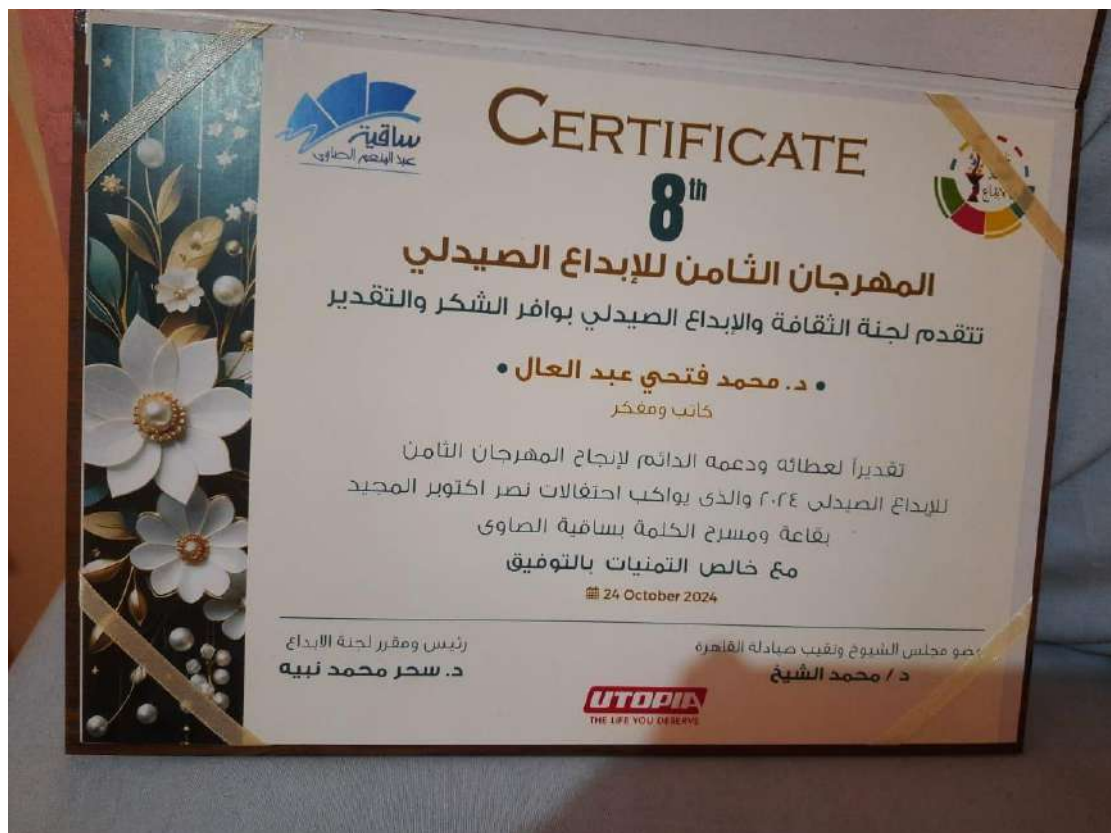 ساقية
عبد المنعم الصاوي
CERTIFICATE
8th
المهرجان الثامن للإبداع الصيدلي
تتقدم لجنة الثقافة والإبداع الصيدلي بوافر الشكر والتقدير
• د. محمد فتحي عبد العال •
كاتب ومفكر
تقديراً لعطائه ودعمه الدائم لإنجاح المهرجان الثامن
للإبداع الصيدلي ٢٠٢٤ والذى يواكب احتفالات نصر اكتوبر المجيد
بقاعة ومسرح الكلمة بساقية الصاوى
مع خالص التمنيات بالتوفيق
24 October 2024
عضو مجلس الشيوخ ونقيب صيادلة القاهرة
د / محمد الشيخ
رئيس ومقرر لجنة الابداع
د. سحر محمد نبيه
UTOPIA
THE LIFE YOU DESERVE